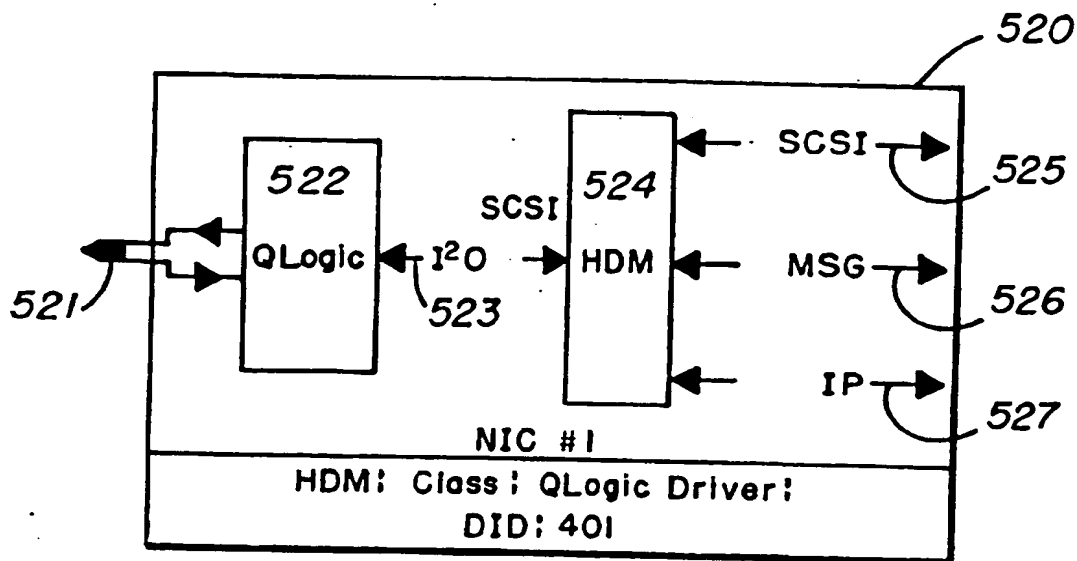 520
522
524
SCSI
525
SCSI
QLogic
I²O
HDM
MSG
521
523
526
IP
527
NIC #1
HDM; Class; QLogic Driver;
DID; 401